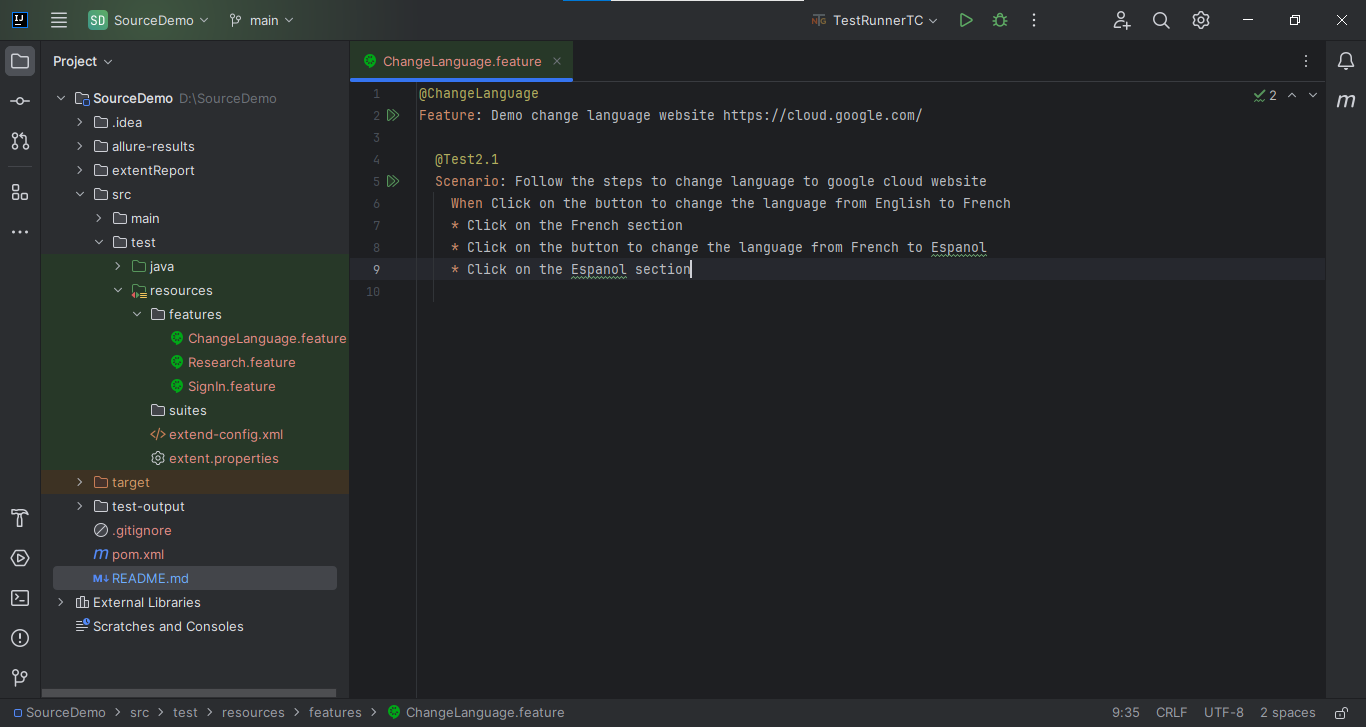 SD SourceDemo main TestRunnerTC
Project
ChangeLanguage.feature
SourceDemo D:\SourceDemo
.idea
allure-results
extentReport
src
main
test
java
resources
features
ChangeLanguage.feature
Research.feature
SignIn.feature
suites
extend-config.xml
extent.properties
target
test-output
.gitignore
m pom.xml
M↓ README.md
External Libraries
Scratches and Consoles
1 @ChangeLanguage
2 Feature: Demo change language website https://cloud.google.com/
3
4 @Test2.1
5 Scenario: Follow the steps to change language to google cloud website
6 When Click on the button to change the language from English to French
7 * Click on the French section
8 * Click on the button to change the language from French to Espanol
9 * Click on the Espanol section
10
2
m
SourceDemo > src > test > resources > features > ChangeLanguage.feature
9:35 CRLF UTF-8 2 spaces